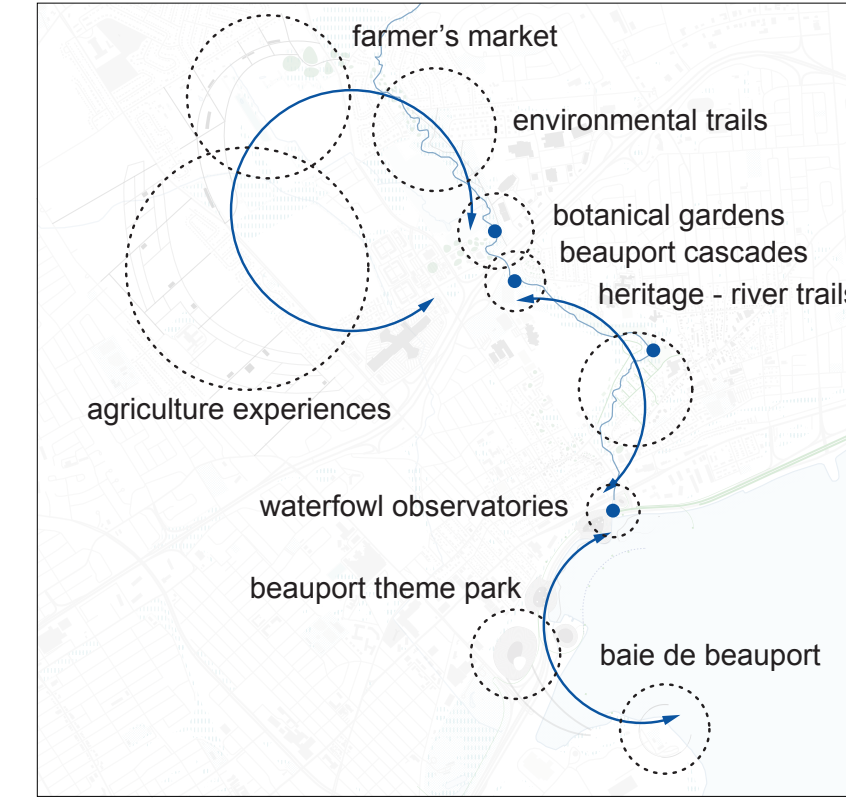 farmer's market
environmental trails
botanical gardens
beauport cascades
heritage - river trails
agriculture experiences
waterfowl observatories
beauport theme park
baie de beauport